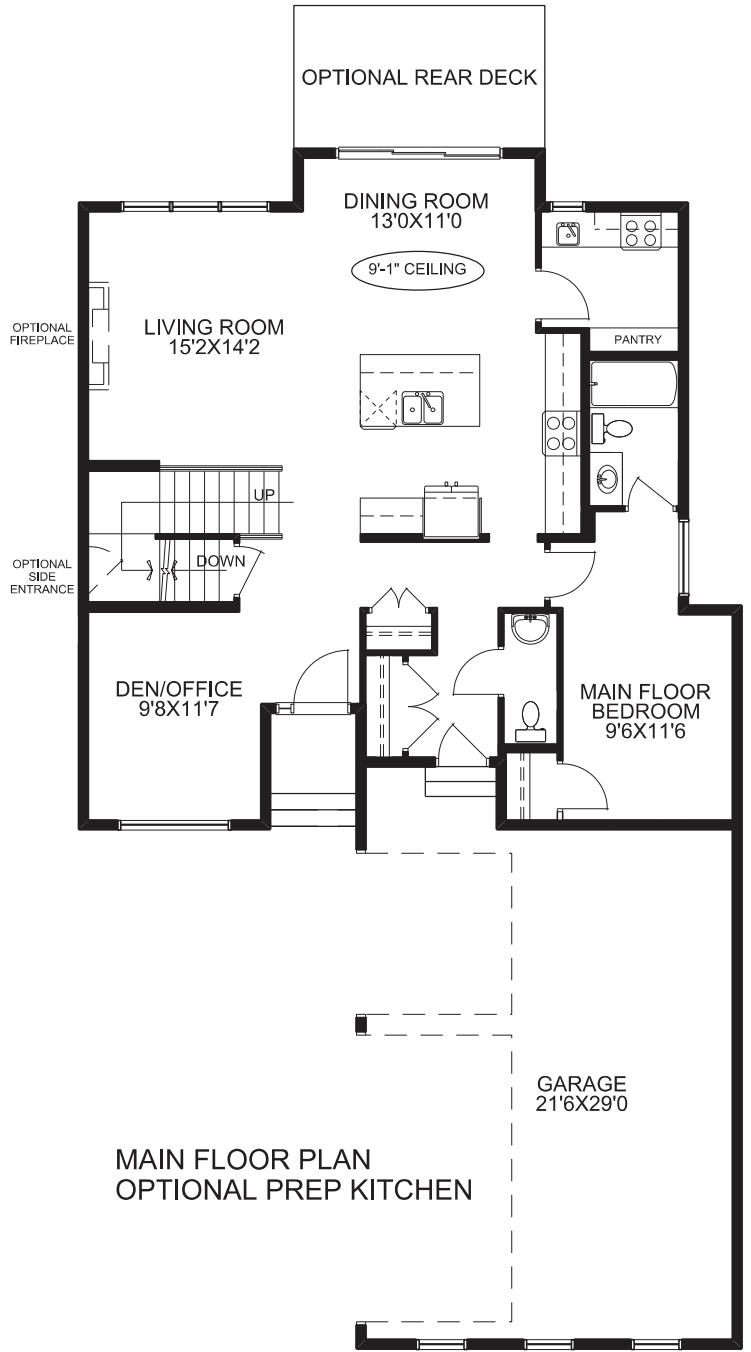 OPTIONAL REAR DECK
DINING ROOM
13'0X11'0
9'-1" CEILING
OPTIONAL
FIREPLACE
LIVING ROOM
15'2X14'2
PANTRY
UP
DOWN
OPTIONAL
SIDE
ENTRANCE
DEN/OFFICE
9'8X11'7
MAIN FLOOR
BEDROOM
9'6X11'6
GARAGE
21'6X29'0
MAIN FLOOR PLAN
OPTIONAL PREP KITCHEN